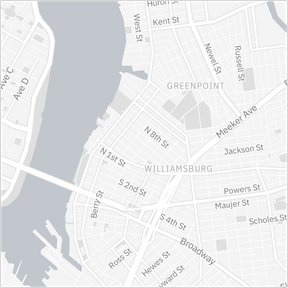 Huron St
Kent St
West St
Newel St
Russell St
Ave C
Ave D
GREENPOINT
Meeker Ave
N 8th St
Jackson St
N 1st St
WILLIAMSBURG
S 2nd St
Powers St
Maujer St
Berry St
S 4th St
Scholes St
Broadway
Ross St
Hewes St